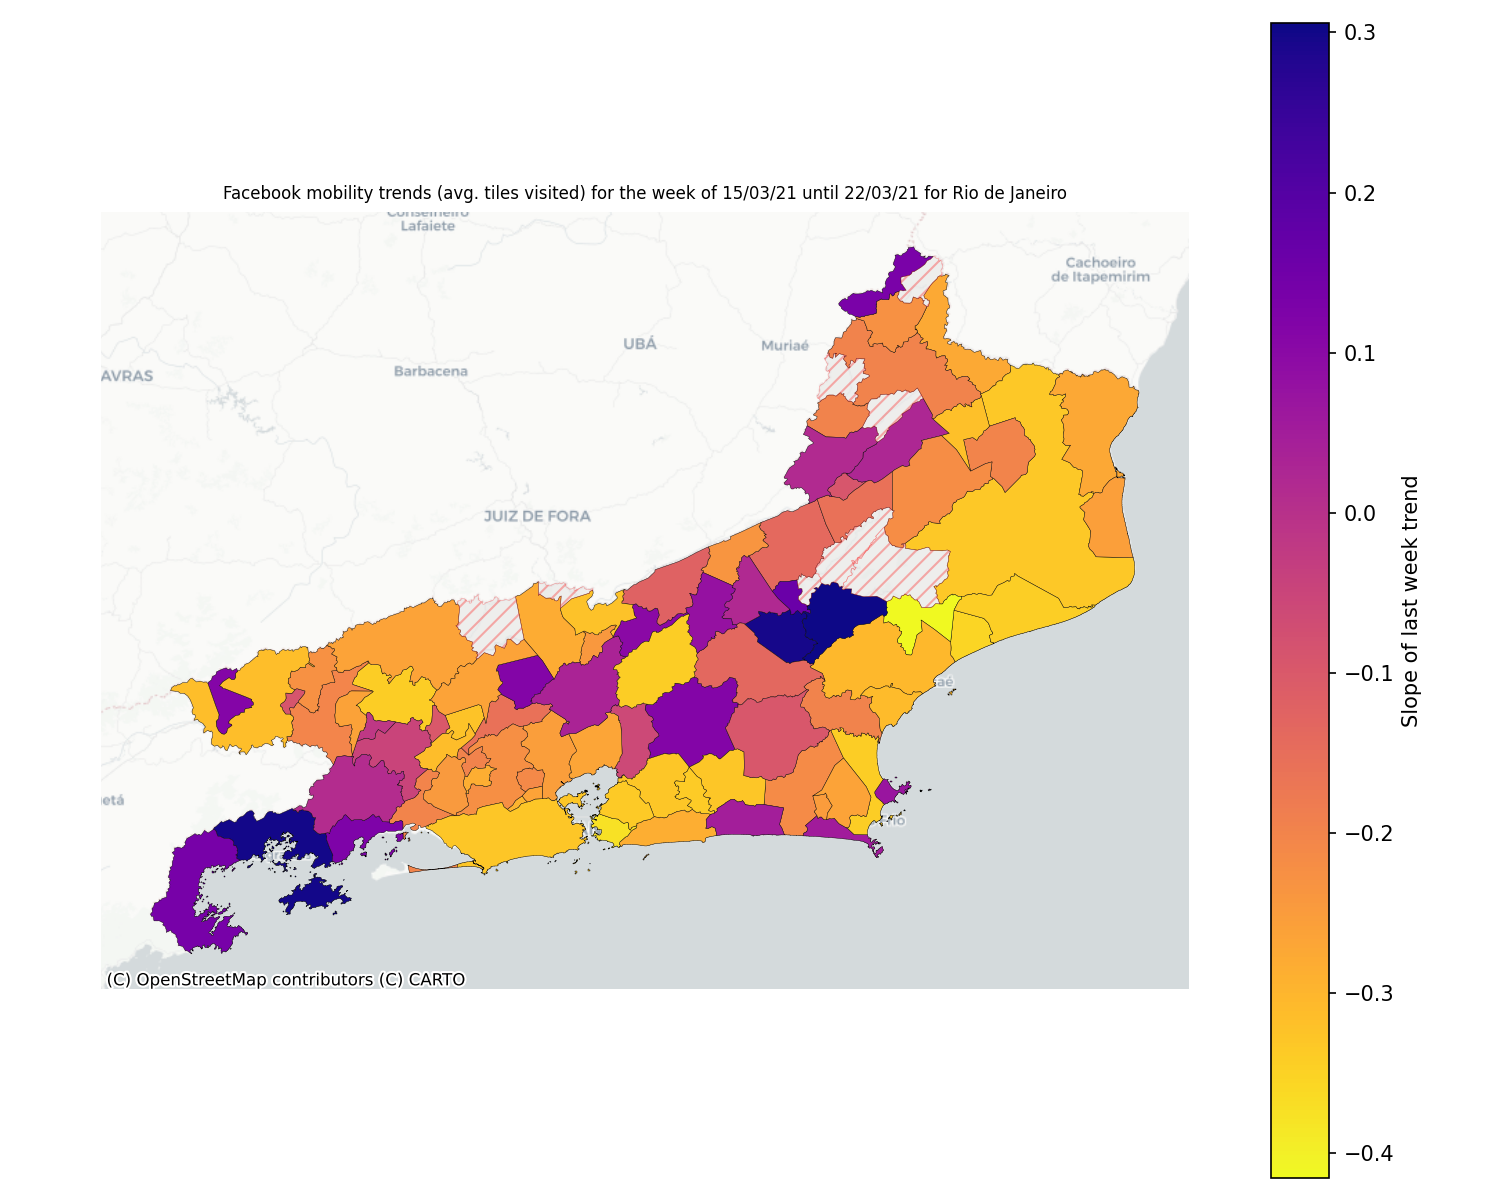 Facebook mobility trends (avg. tiles visited) for the week of 15/03/21 until 22/03/21 for Rio de Janeiro
Conselheiro
Lafaiete
Cachoeiro
de Itapemirim
UBÁ
Muriaé
Barbacena
AVRAS
JUIZ DE FORA
aé
etá
(C) OpenStreetMap contributors (C) CARTO
0.3
0.2
0.1
0.0
−0.1
−0.2
−0.3
−0.4
Slope of last week trend